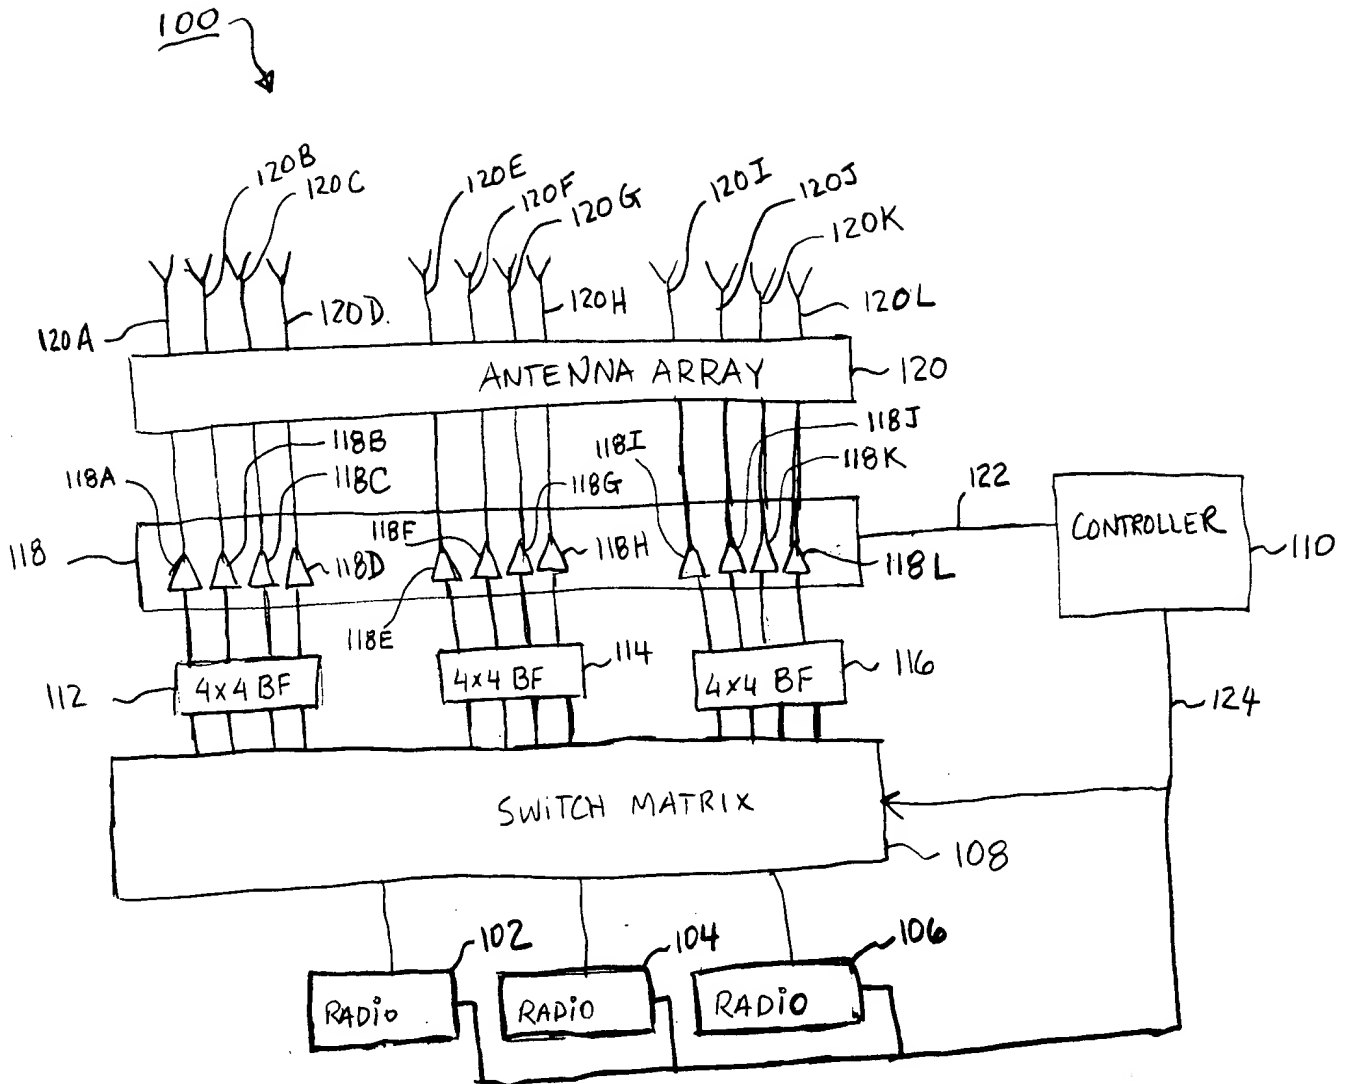 100
120B
120C
120E
120F
120G
120I
120J
120K
120A
120D.
120H
120L
ANTENNA ARRAY
120
118A
118B
118C
118G
118I
118J
118K
118F
122
CONTROLLER
110
118
118D
118H
118L
118E
112
4x4 BF
114
4x4 BF
116
4x4 BF
124
SWITCH MATRIX
108
102
104
106
RADIO
RADIO
RADIO